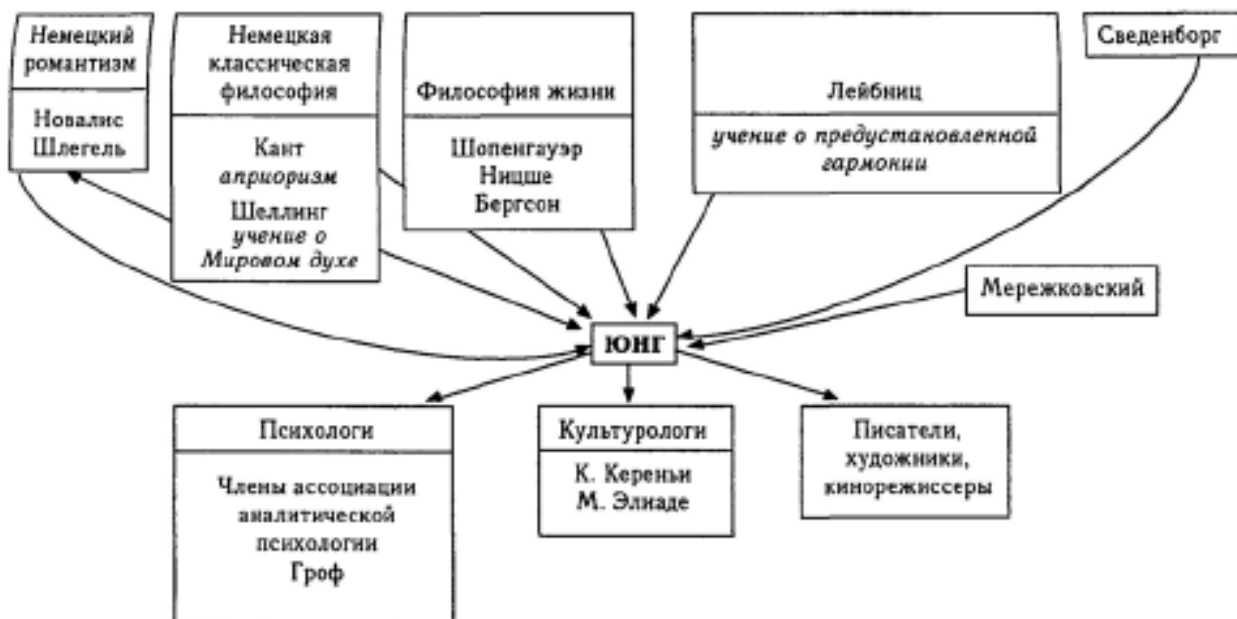 Немецкий
романтизм
Новалис
Шлегель
Немецкая
классическая
философия
Кант
априоризм
Шеллинг
учение о
Мировом духе
Философия жизни
Шопенгауэр
Ницше
Бергсон
Лейбниц
учение о предустановленной
гармонии
Сведенборг
Мережковский
ЮНГ
Психологи
Члены ассоциации
аналитической
психологии
Гроф
Культурологи
К. Кереньи
М. Элиаде
Писатели,
художники,
кинорежиссеры